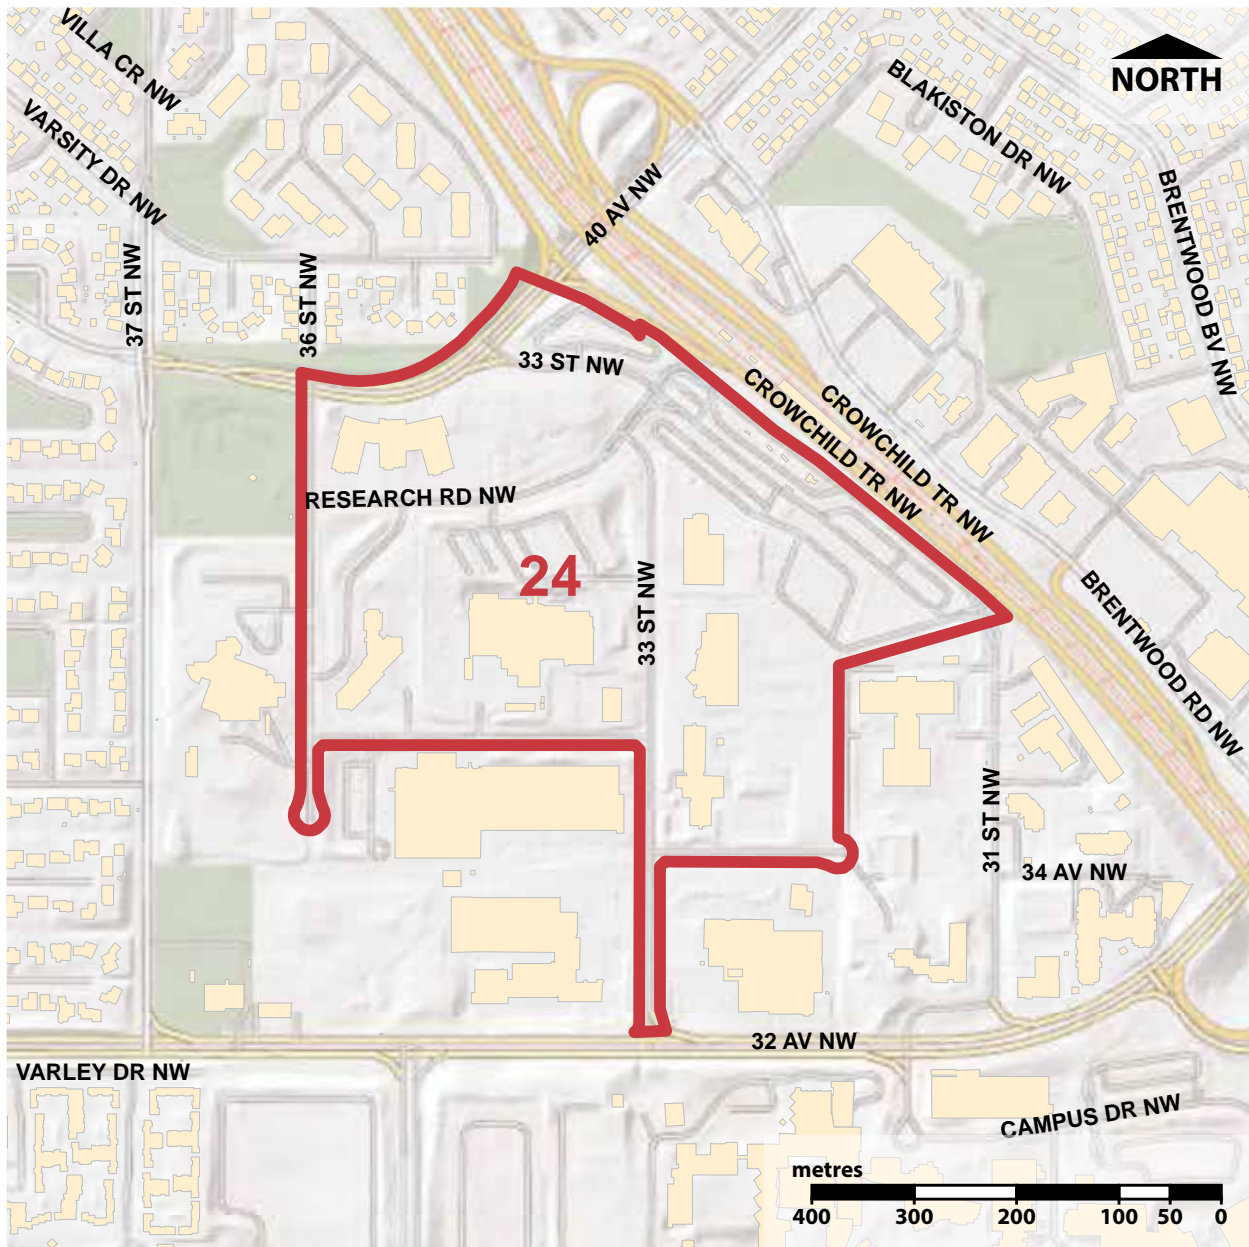 VILLA CR NW
NORTH
BLAKISTON DR NW
VARSITY DR NW
40 AV NW
BRENTWOOD BV NW
37 ST NW
36 ST NW
33 ST NW
CROWCHILD TR NW
CROWCHILD TR NW
RESEARCH RD NW
24
33 ST NW
BRENTWOOD RD NW
31 ST NW
34 AV NW
32 AV NW
VARLEY DR NW
CAMPUS DR NW
metres
400 300 200 100 50 0